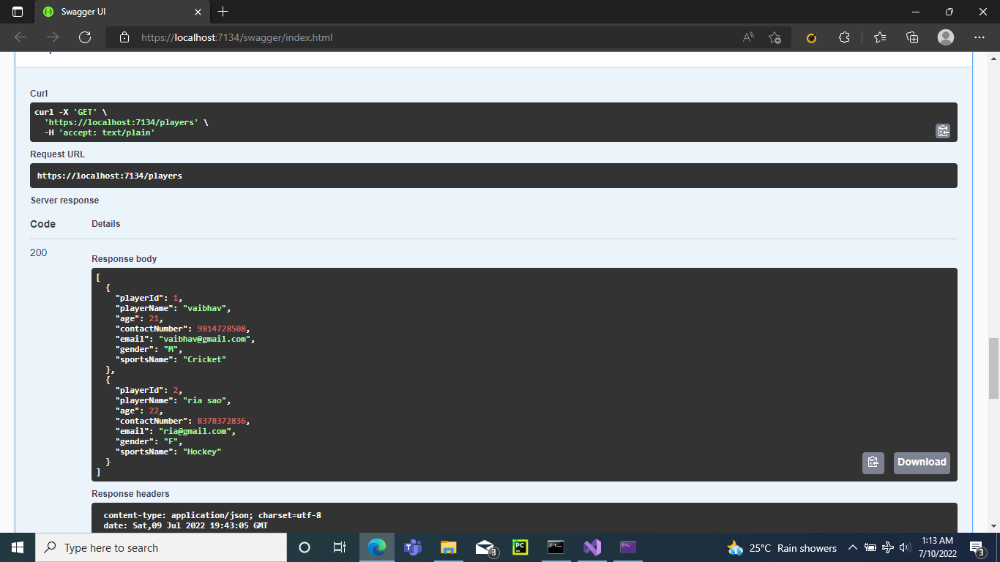 Swagger UI
https://localhost:7134/swagger/index.html
Curl
curl -X 'GET' \
'https://localhost:7134/players' \
-H 'accept: text/plain'
Request URL
https://localhost:7134/players
Server response
Code Details
200
Response body
[
{
"playerId": 1,
"playerName": "vaibhav",
"age": 21,
"contactNumber": 9814728508,
"email": "vaibhav@gmail.com",
"gender": "M",
"sportsName": "Cricket"
},
{
"playerId": 2,
"playerName": "ria sao",
"age": 22,
"contactNumber": 8378372836,
"email": "ria@gmail.com",
"gender": "F",
"sportsName": "Hockey"
}
]
Download
Response headers
content-type: application/json; charset=utf-8
date: Sat,09 Jul 2022 19:43:05 GMT
Type here to search
3
PC
25°C Rain showers
1:13 AM
7/10/2022
3